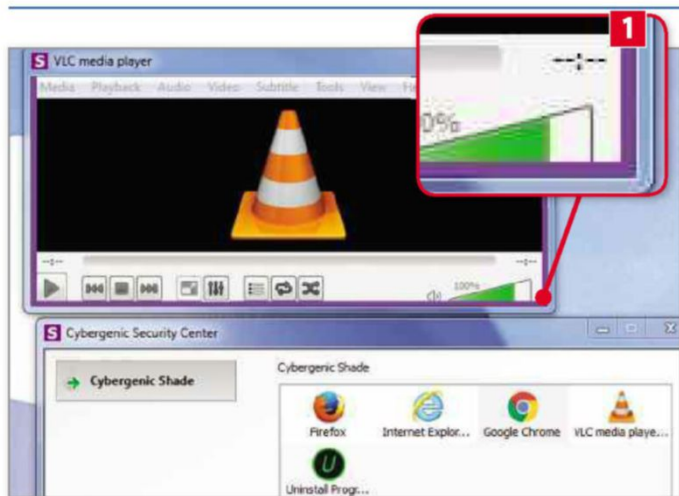 1
S VLC media player
Media Playback Audio Video Subtitle Tools View
--:--
0%
--:-- --:--
100%
S Cybergenic Security Center
Cybergenic Shade
Cybergenic Shade
Firefox Internet Explor... Google Chrome VLC media playe...
U
Uninstall Progr...